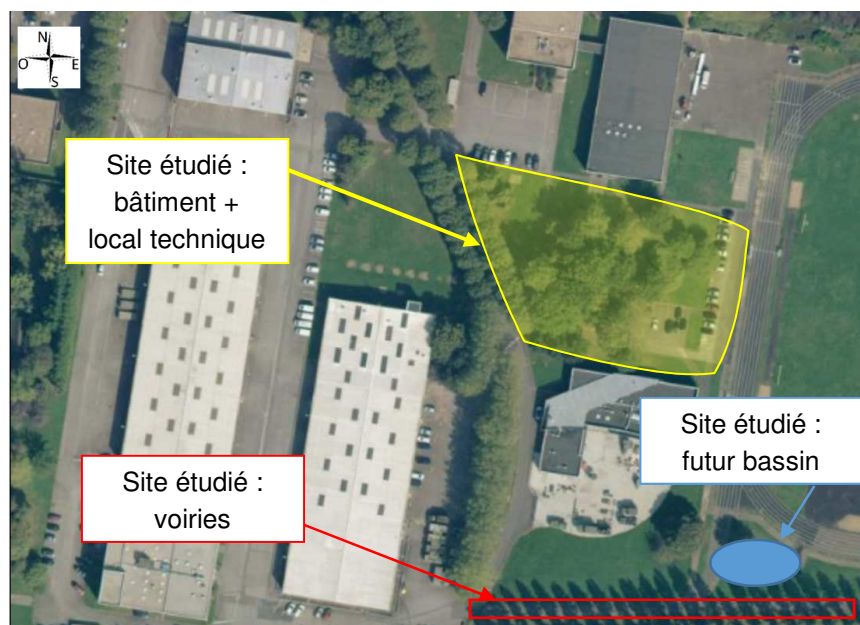 N
O E
S
Site étudié :
bâtiment +
local technique
Site étudié :
futur bassin
Site étudié :
voiries